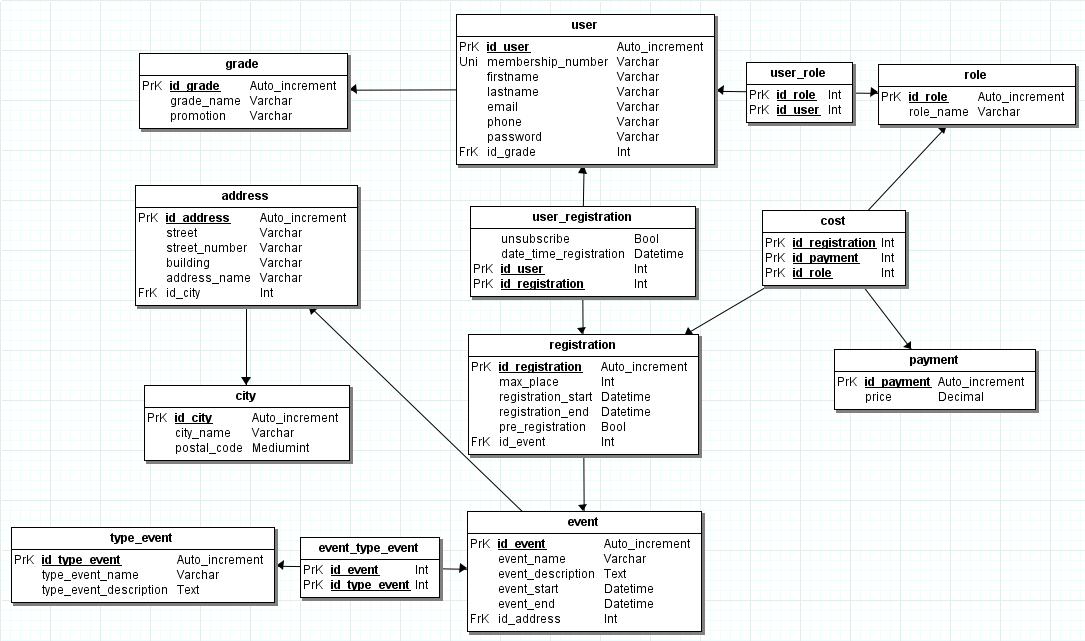 user
PrK id_user Auto_increment
Uni membership_number Varchar
firstname Varchar
lastname Varchar
email Varchar
phone Varchar
password Varchar
FrK id_grade Int
grade
PrK id_grade Auto_increment
grade_name Varchar
promotion Varchar
user_role
PrK id_role Int
PrK id_user Int
role
PrK id_role Auto_increment
role_name Varchar
address
PrK id_address Auto_increment
street Varchar
street_number Varchar
building Varchar
address_name Varchar
FrK id_city Int
user_registration
unsubscribe Bool
date_time_registration Datetime
PrK id_user Int
PrK id_registration Int
cost
PrK id_registration Int
PrK id_payment Int
PrK id_role Int
registration
PrK id_registration Auto_increment
max_place Int
registration_start Datetime
registration_end Datetime
pre_registration Bool
FrK id_event Int
payment
PrK id_payment Auto_increment
price Decimal
city
PrK id_city Auto_increment
city_name Varchar
postal_code Mediumint
type_event
PrK id_type_event Auto_increment
type_event_name Varchar
type_event_description Text
event_type_event
PrK id_event Int
PrK id_type_event Int
event
PrK id_event Auto_increment
event_name Varchar
event_description Text
event_start Datetime
event_end Datetime
FrK id_address Int